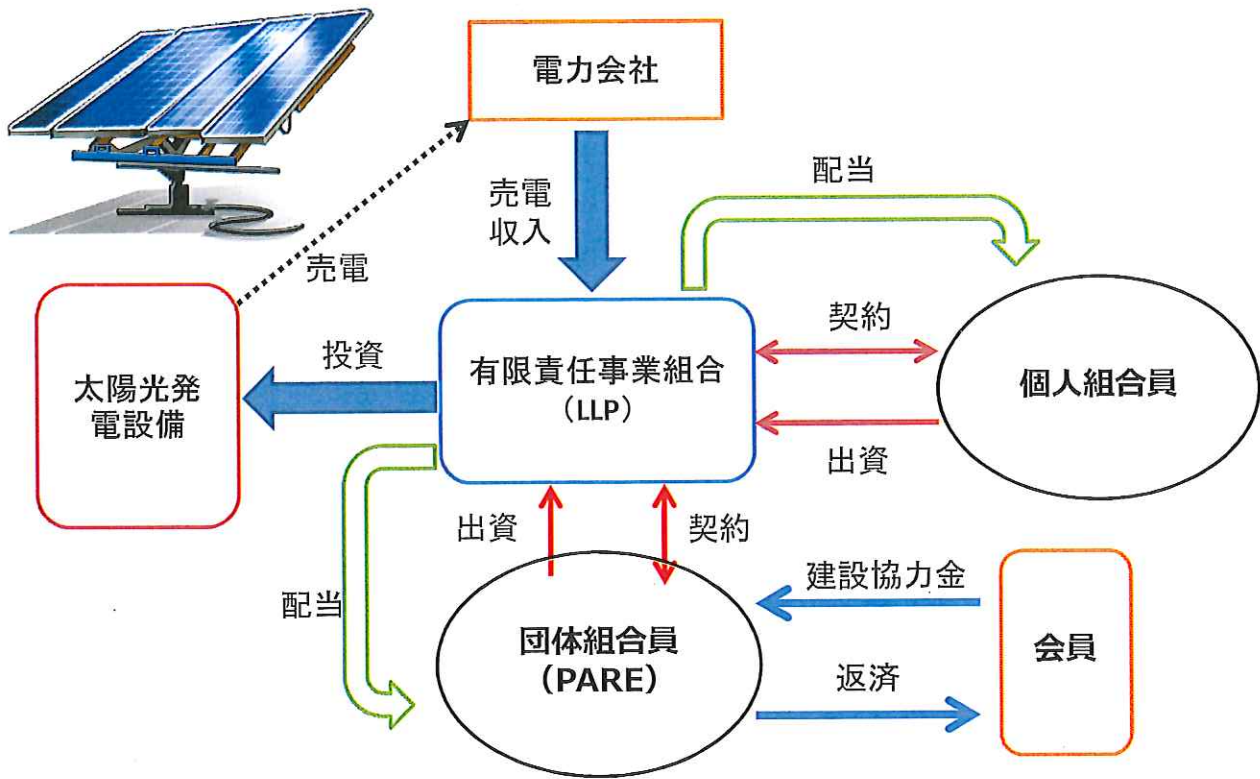 電力会社
売電
収入
配当
売電
太陽光発
電設備
投資
有限責任事業組合
（LLP）
契約
出資
個人組合員
出資
契約
配当
団体組合員
（PARE）
建設協力金
返済
会員